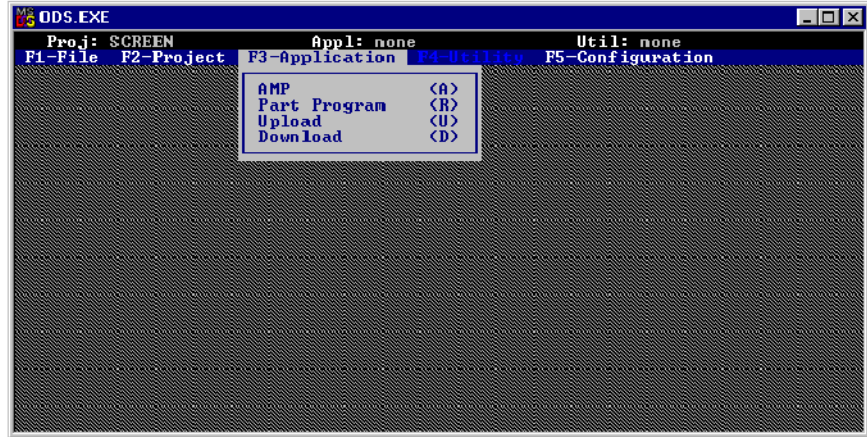 ODS.EXE
Proj: SCREEN Appl: none Util: none
F1-File F2-Project F3-Application F4-Utility F5-Configuration
AMP (A)
Part Program (R)
Upload (U)
Download (D)